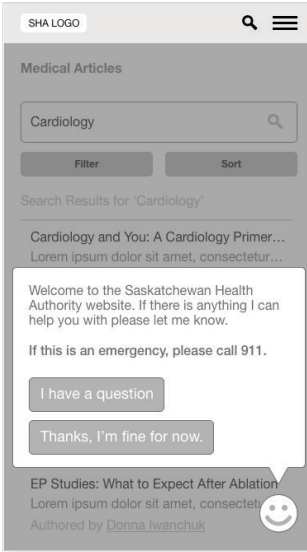 SHA LOGO
Medical Articles
Cardiology
Filter
Sort
Search Results for ‘Cardiology’
Cardiology and You: A Cardiology Primer…
Lorem ipsum dolor sit amet, consectetur…
Welcome to the Saskatchewan Health
Authority website. If there is anything I can
help you with please let me know.
If this is an emergency, please call 911.
I have a question
Thanks, I’m fine for now.
EP Studies: What to Expect After Ablation
Lorem ipsum dolor sit amet, consectetu
Authored by Donna Iwanchuk